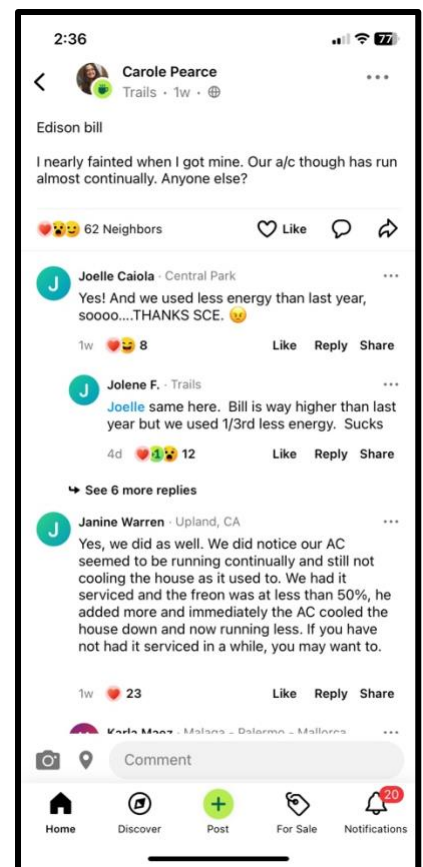 2:36
77
Carole Pearce
Trails · 1w ·
Edison bill
I nearly fainted when I got mine. Our a/c though has run
almost continually. Anyone else?
62 Neighbors
Like
Joelle Caiola · Central Park
Yes! And we used less energy than last year,
soooo....THANKS SCE. 😠
1w
8
Like Reply Share
Jolene F. · Trails
Joelle same here. Bill is way higher than last
year but we used 1/3rd less energy. Sucks
4d
12
Like Reply Share
See 6 more replies
Janine Warren · Upland, CA
Yes, we did as well. We did notice our AC
seemed to be running continually and still not
cooling the house as it used to. We had it
serviced and the freon was at less than 50%, he
added more and immediately the AC cooled the
house down and now running less. If you have
not had it serviced in a while, you may want to.
1w
23
Like Reply Share
Karla Maez · Malaga - Palermo - Mallorca
Comment
20
Home Discover Post For Sale Notifications